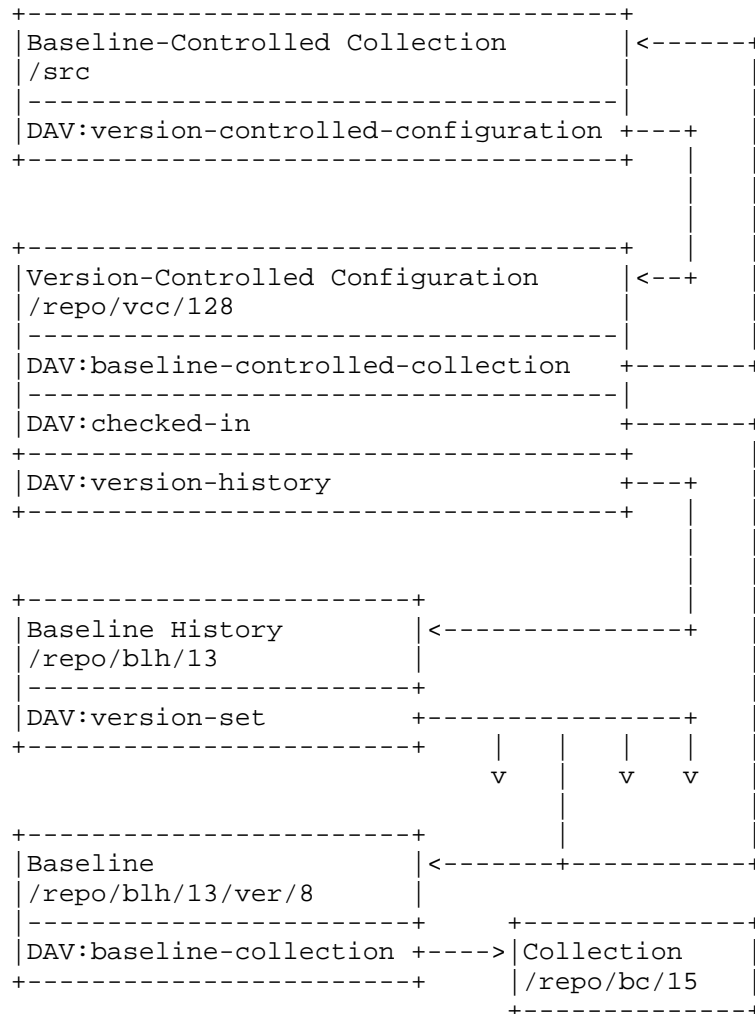 Baseline-Controlled Collection
/src
DAV:version-controlled-configuration
Version-Controlled Configuration
/repo/vcc/128
DAV:baseline-controlled-collection
DAV:checked-in
DAV:version-history
Baseline History
/repo/blh/13
DAV:version-set
v v v
Baseline
/repo/blh/13/ver/8
DAV:baseline-collection
Collection
/repo/bc/15